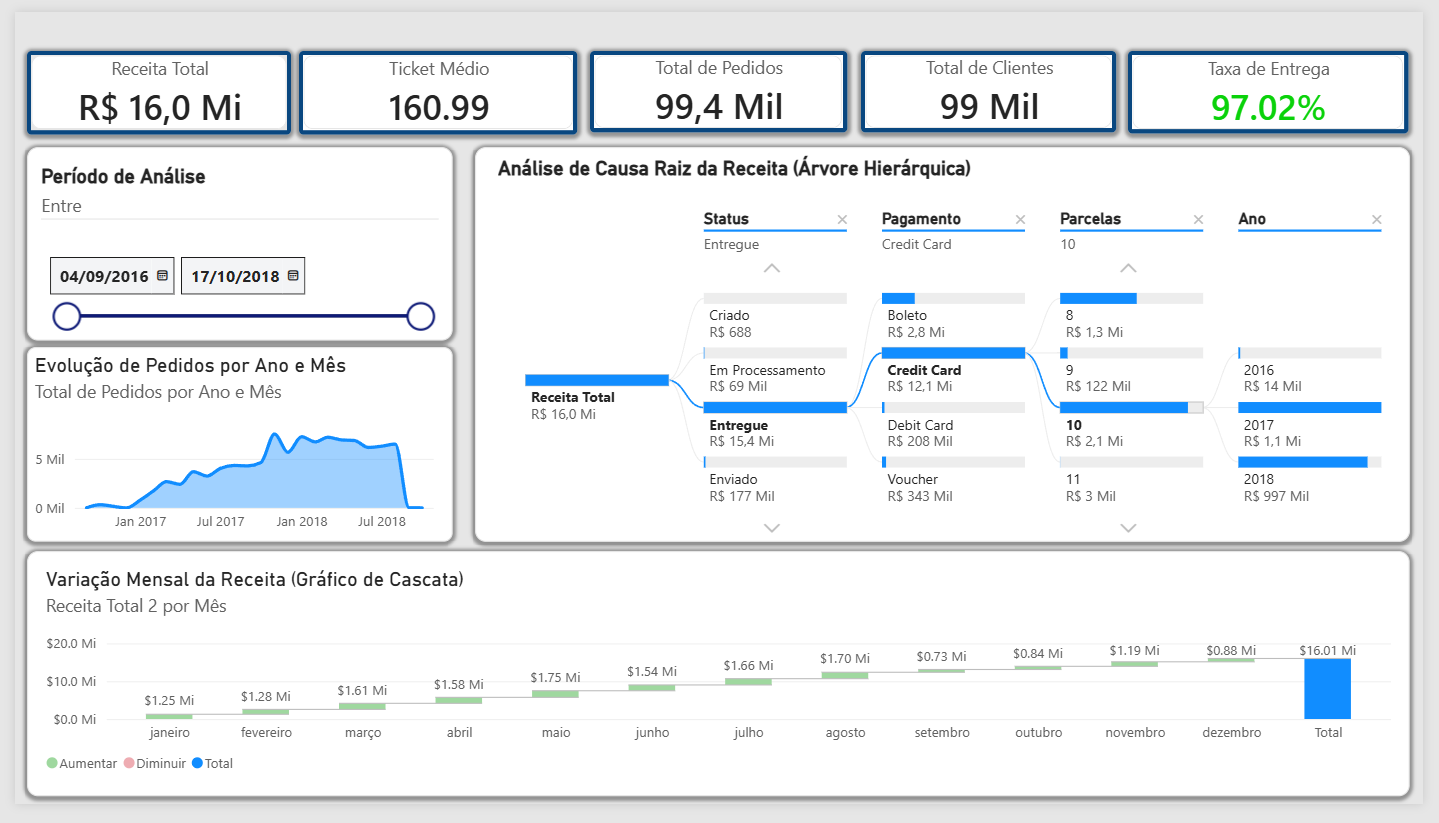 Receita Total
R$ 16,0 Mi
Ticket Médio
160.99
Total de Pedidos
99,4 Mil
Total de Clientes
99 Mil
Taxa de Entrega
97.02%
Período de Análise
Entre
04/09/2016
17/10/2018
Evolução de Pedidos por Ano e Mês
Total de Pedidos por Ano e Mês
5 Mil
0 Mil
Jan 2017
Jul 2017
Jan 2018
Jul 2018
Análise de Causa Raiz da Receita (Árvore Hierárquica)
Receita Total
R$ 16,0 Mi
Status
Entregue
Criado
R$ 688
Em Processamento
R$ 69 Mil
Entregue
R$ 15,4 Mi
Enviado
R$ 177 Mil
Pagamento
Credit Card
Boleto
R$ 2,8 Mi
Credit Card
R$ 12,1 Mi
Debit Card
R$ 208 Mil
Voucher
R$ 343 Mil
Parcelas
10
8
R$ 1,3 Mi
9
R$ 122 Mil
10
R$ 2,1 Mi
11
R$ 3 Mil
Ano
2016
R$ 14 Mil
2017
R$ 1,1 Mi
2018
R$ 997 Mil
Variação Mensal da Receita (Gráfico de Cascata)
Receita Total 2 por Mês
$20.0 Mi
$10.0 Mi
$0.0 Mi
$1.25 Mi
$1.28 Mi
$1.61 Mi
$1.58 Mi
$1.75 Mi
$1.54 Mi
$1.66 Mi
$1.70 Mi
$0.73 Mi
$0.84 Mi
$1.19 Mi
$0.88 Mi
$16.01 Mi
janeiro
fevereiro
março
abril
maio
junho
julho
agosto
setembro
outubro
novembro
dezembro
Total
Aumentar
Diminuir
Total